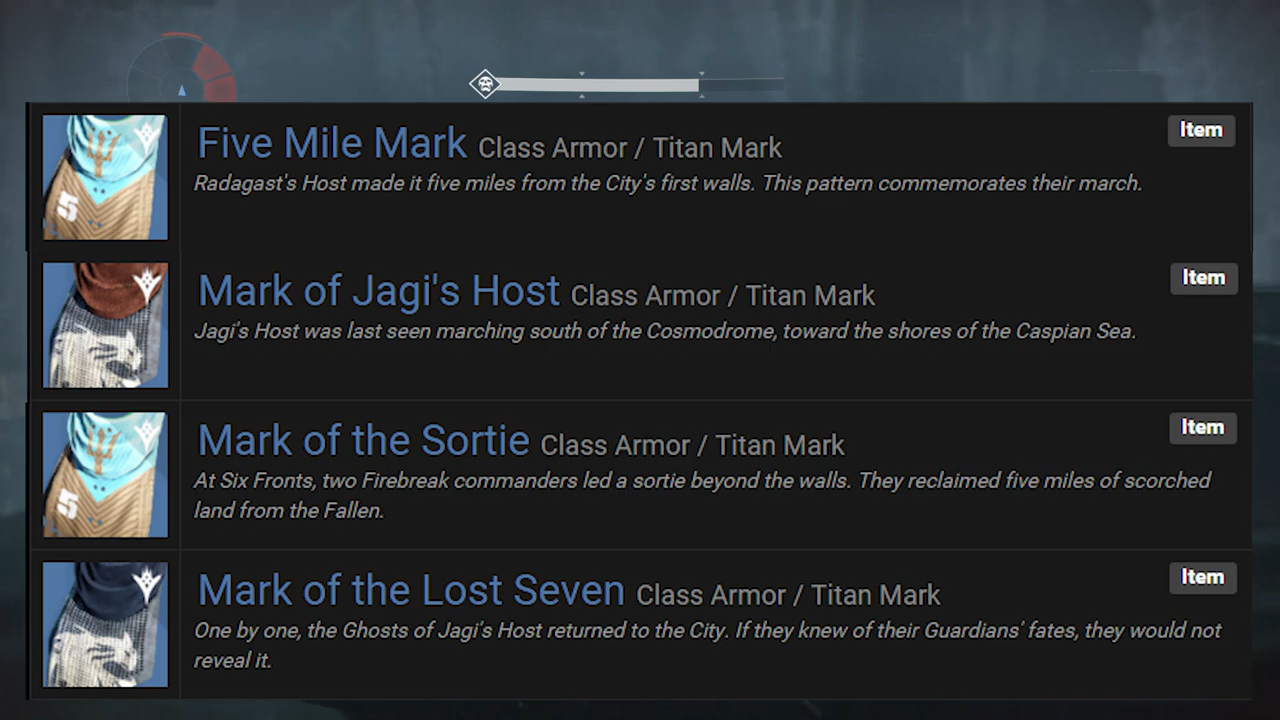 Five Mile Mark Class Armor / Titan Mark
Item
Radagast's Host made it five miles from the City's first walls. This pattern commemorates their march.
5
Mark of Jagi's Host Class Armor / Titan Mark
Item
Jagi's Host was last seen marching south of the Cosmodrome, toward the shores of the Caspian Sea.
Mark of the Sortie Class Armor / Titan Mark
Item
At Six Fronts, two Firebreak commanders led a sortie beyond the walls. They reclaimed five miles of scorched
land from the Fallen.
5
Mark of the Lost Seven Class Armor / Titan Mark
Item
One by one, the Ghosts of Jagi's Host returned to the City. If they knew of their Guardians' fates, they would not
reveal it.